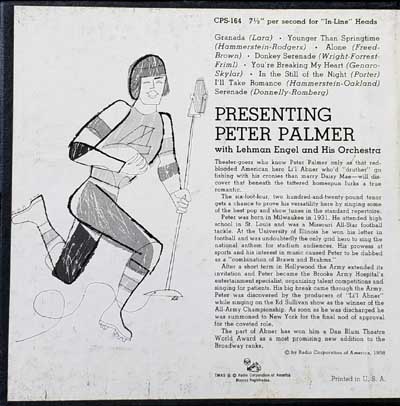 CPS-164 7½" per second for "In-Line" Heads
Granada (Lara) • Younger Than Springtime
(Hammerstein-Rodgers) • Alone (Freed-
Brown) • Donkey Serenade (Wright-Forrest-
Friml) • You're Breaking My Heart (Genaro-
Skylar) • In the Still of the Night (Porter)
I'll Take Romance (Hammerstein-Oakland)
Serenade (Donnelly-Romberg)
PRESENTING
PETER PALMER
with Lehman Engel and His Orchestra
Theater-goers who know Peter Palmer only as that red-
blooded American hero Li'l Abner who'd "druther" go
fishing with his cronies than marry Daisy Mae—will dis-
cover that beneath the tattered homespun lurks a true
romantic.
The six-foot-four, two hundred-and-twenty-pound tenor
gets a chance to prove his versatility here by singing some
of the best pop and show tunes in the standard repertoire.
Peter was born in Milwaukee in 1931. He attended high
school in St. Louis and was a Missouri All-Star football
tackle. At the University of Illinois he won his letter in
football and was undoubtedly the only grid hero to sing the
national anthem for stadium audiences. His prowess at
sports and his interest in music caused Peter to be dubbed
as a "combination of Brawn and Brahms."
After a short term in Hollywood the Army extended its
invitation and Peter became the Brooke Army Hospital's
entertainment specialist, organizing talent competitions and
singing for patients. His big break came through the Army.
Peter was discovered by the producers of "Li'l Abner"
while singing on the Ed Sullivan show as the winner of the
All-Army Championship. As soon as he was discharged he
was summoned to New York for the final nod of approval
for the coveted role.
The part of Abner has won him a Dan Blum Theatre
World Award as a most promising new addition to the
Broadway ranks.
© by Radio Corporation of America, 1958
TMKS ® © Radio Corporation of America
Marcas Registradas
Printed in U. S. A.